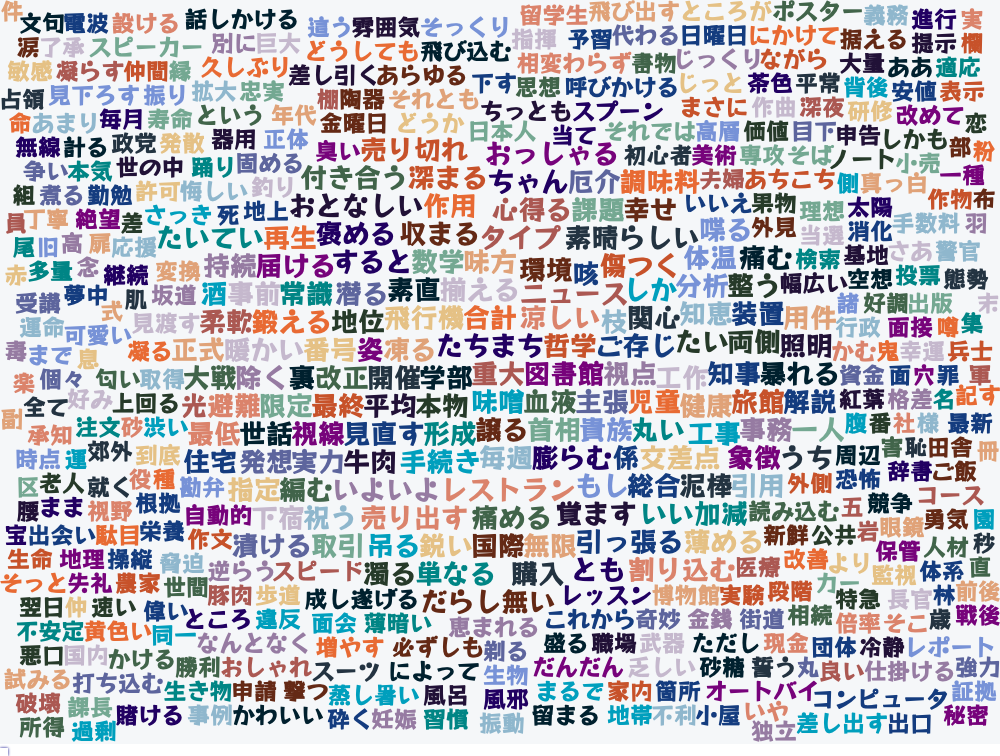 件 文句 電波 設ける 話しかける 違う 雰囲気 そっくり 留学生 飛び出す ところが ポスター 義務 進行 実
涙 了承 スピーカー 別に 巨大 どうしても 飛び込む 指揮 予習 代わる 日曜日 にかけて 据える 提示 欄
敏感 凝らす 仲間 縁 久しぶり 差し引く あらゆる 相変わらず 書物 じっくり ながら 大量 ああ 適応
占領 見下ろす 振り 拡大 忠実 棚 陶器 それとも 下す 思想 呼びかける じっと 茶色 平常 背後 安値 表示
命 あまり 毎月 寿命 という 年代 金曜日 どうか ちっとも スプーン まさに 作曲 深夜 研修 改めて 恋
無線 計る 政党 発散 器用 正体 臭い 売り切れ 日本人 当て それでは 高層 価値 目下 申告 しかも 部 粉
争い 本気 世の中 踊り 固める 付き合う 深まる おっしゃる 初心者 美術 専攻 そば ノート 小売 一種
組 煮る 勤勉 許可 悔しい 釣り ちゃん 厄介 調味料 夫婦 あちこち 側 真っ白 作物 布
員 丁寧 絶望 差 さっき 死 地上 おとなしい 作用 心得る 課題 幸せ いいえ 果物 理想 太陽 手数料 羽
尾 旧 高 扉 応援 たいてい 再生 褒める 収まる タイプ 素晴らしい 喋る 外見 当選 消化 さあ 警官
赤 多量 念 継続 変換 持続 届ける すると 数学 味方 環境 咳 傷つく 体温 痛む 検索 基地 態勢
受講 夢中 肌 坂道 酒 事前 常識 潜る 素直 揃える ニュース しか 分析 整う 幅広い 空想 投票 諸 好調 出版 末
運命 可愛い 式 見渡す 柔軟 鍛える 地位 飛行機 合計 涼しい 枝 関心 知恵 装置 用件 行政 面接 噂 集
毒 まで 息 凝る 正式 暖かい 番号 姿 凍る たちまち 哲学 ご存じ たい 両側 照明 かむ 鬼 幸運 兵士
楽 個々 匂い 取得 大戦 除く 裏 改正 開催 学部 重大 図書館 視点 工作 知事 暴れる 資金 面 穴 罪 軍
副 全て 好み 上回る 光 避難 限定 最終 平均 本物 味噌 血液 主張 児童 健康 旅館 解説 紅葉 格差 名 記す
承知 注文 砂 渋い 最低 世話 視線 見直す 形成 譲る 首相 貴族 丸い 工事 事務 一人 腹 番 社 様 最新
時点 運 郊外 到底 住宅 発想 実力 牛肉 手続き 毎週 膨らむ 係 交差点 象徴 うち 周辺 害 恥 田舎 冊
区 老人 就く 役種 勘弁 指定 編む いよいよ レストラン もし 総合 泥棒 引用 外側 恐怖 辞書 ご飯
腰 まま 視野 根拠 自動的 下宿 祝う 売り出す 痛める 覚ます いい加減 読み込む 五 競争 コース
宝 出会い 駄目 栄養 作文 漬ける 取引 吊る 鋭い 国際 無限 引っ張る 薄める 新鮮 公共 岩 眼鏡 勇気 園
生命 地理 操縦 脅迫 逆らう スピード 濁る 単なる 購入 とも 割り込む 医療 改善 より 監視 保管 人材 秒
そっと 失礼 農家 世間 豚肉 歩道 成し遂げる だらし無い レッスン 博物館 実験 段階 カー 特急 体系 直
翌日 仲 速い 偉い ところ 違反 面会 薄暗い 恵まれる これから 奇妙 金銭 街道 相続 倍率 長官 林 前後
不安定 黄色い 同一 なんとなく 増やす 必ずしも 剃る 盛る 職場 武器 ただし 現金 団体 冷静 そこ 歳 戦後
悪口 国内 かける 勝利 おしゃれ スーツ によって 生物 だんだん 乏しい 砂糖 誓う 丸 良い 仕掛ける レポート 強力
試みる 打ち込む 生き物 申請 撃つ 蒸し暑い 風呂 風邪 まるで 家内 箇所 オートバイ コンピュータ 証拠
破壊 課長 賭ける 事例 かわいい 砕く 妊娠 習慣 振動 留まる 地帯 不利 小屋 いや 差し出す 出口 秘密
所得 過剰 独立